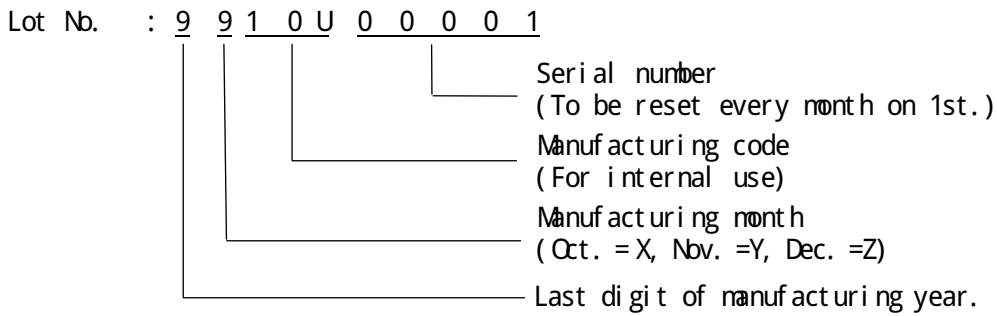 Lot No. : 9 9 1 0 U 0 0 0 0 1
Serial number
(To be reset every month on 1st.)
Manufacturing code
(For internal use)
Manufacturing month
(Oct. = X, Nov. =Y, Dec. =Z)
Last digit of manufacturing year.